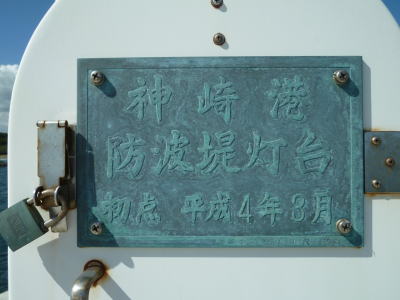 神崎港
防波堤灯台
初点 平成4年3月